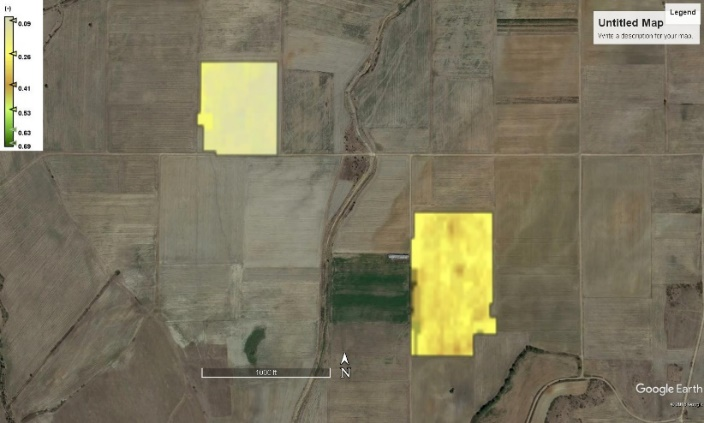 (-)
Legend
0.09
Untitled Map
Write a description for your map.
0.26
0.41
0.53
0.63
0.69
1000 ft
N
Google Earth